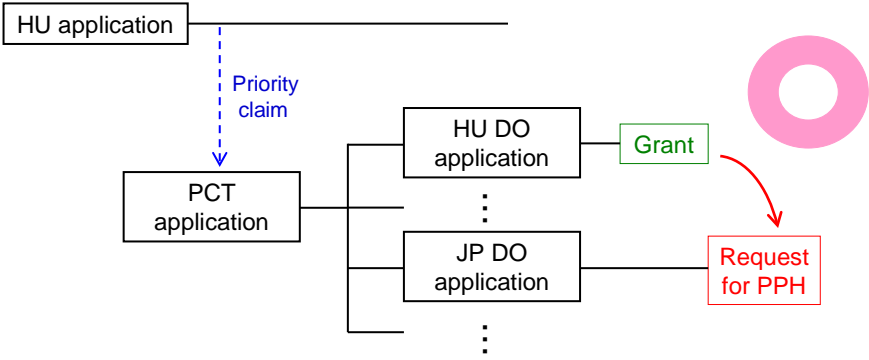 HU application
Priority
claim
HU DO
application
Grant
PCT
application
JP DO
application
Request
for PPH